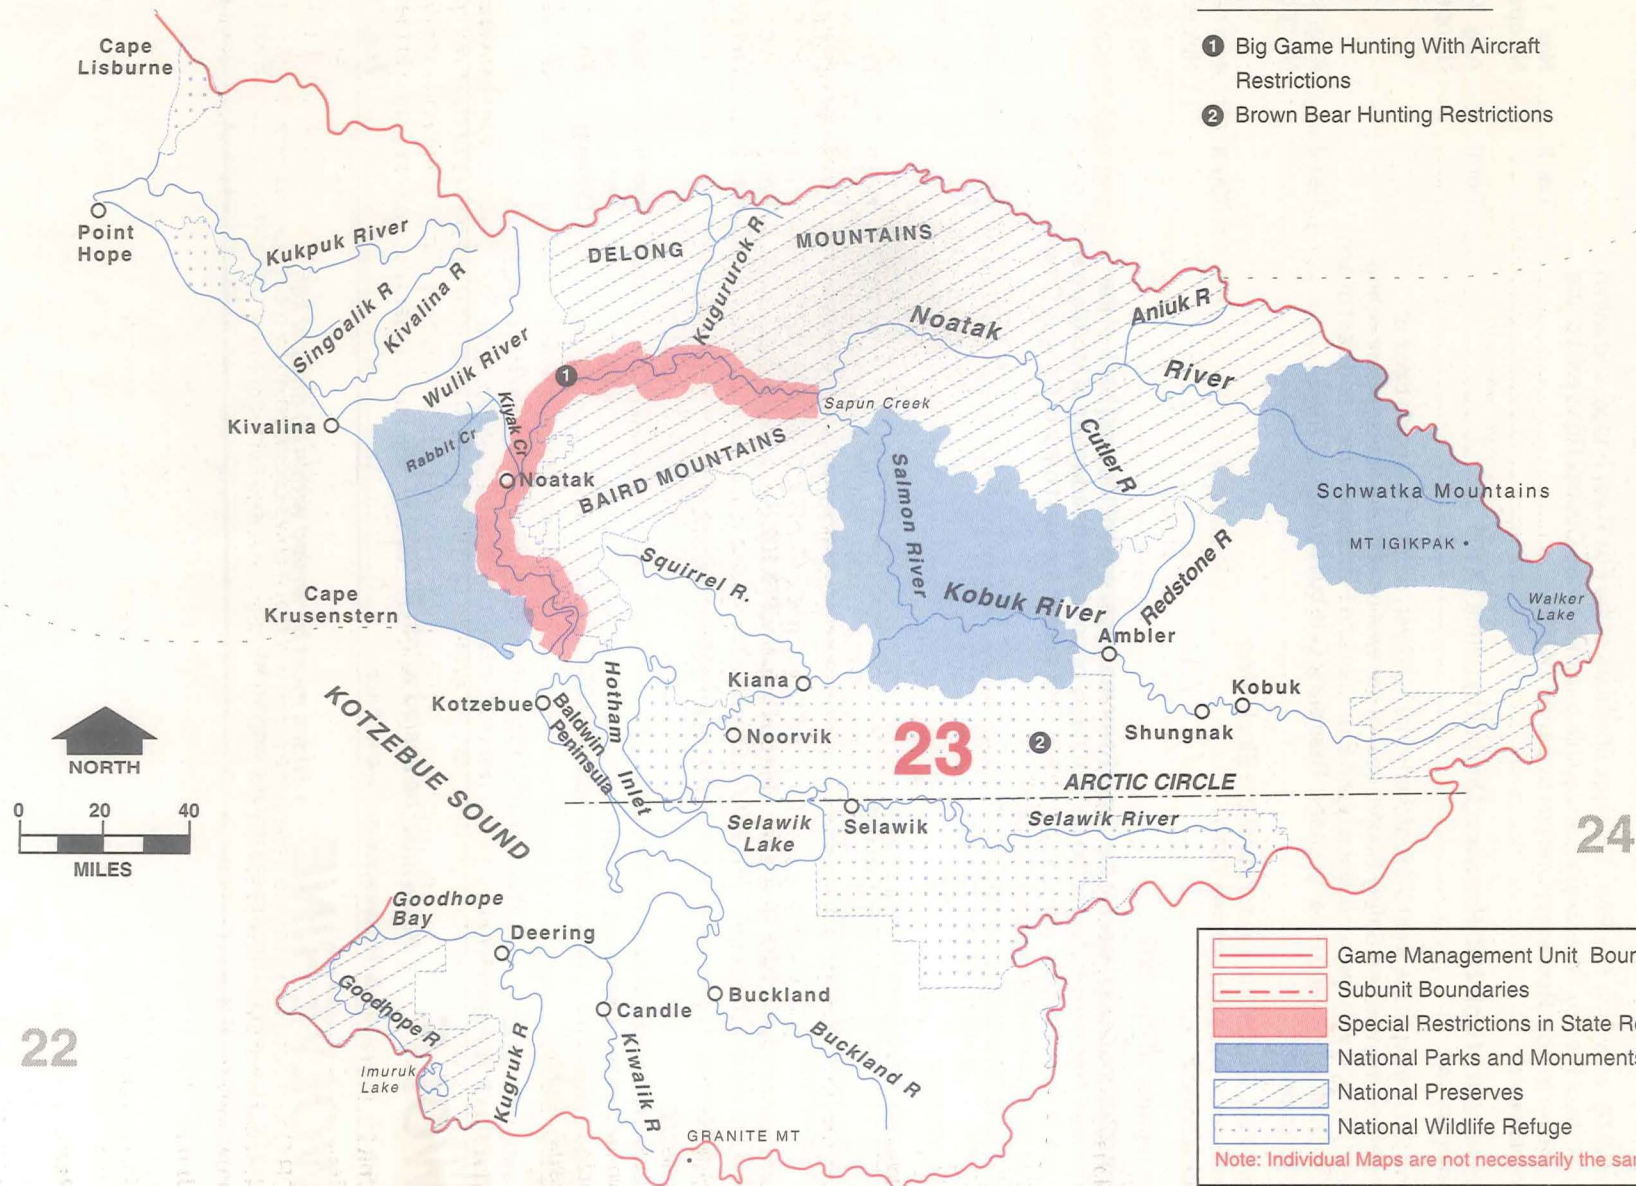 ❶ Big Game Hunting With Aircraft
Restrictions
❷ Brown Bear Hunting Restrictions
Cape
Lisburne
Point
Hope
Kukpuk River
Singoalik R
Kivalina R
Wulik River
Kivalina
Rabbit Cr
Kiyak Cr
Noatak
Cape
Krusenstern
DELONG
MOUNTAINS
Kugururok R
1
Noatak
River
Aniuk R
Sapun Creek
BAIRD MOUNTAINS
Cutler R
Salmon River
Schwatka Mountains
MT IGIKPAK
Walker
Lake
Squirrel R.
Kobuk River
Redstone R
Ambler
Kiana
Kobuk
Shungnak
Kotzebue
Baldwin
Peninsula
Hotham
Inlet
Noorvik
23
2
ARCTIC CIRCLE
KOTZEBUE SOUND
NORTH
0 20 40
MILES
Selawik
Lake
Selawik
Selawik River
24
Goodhope
Bay
Deering
Goodhope R
Candle
Buckland
Buckland R
22
Imuruk
Lake
Kugruk R
Kiwalik R
GRANITE MT
Game Management Unit Boun
Subunit Boundaries
Special Restrictions in State Re
National Parks and Monuments
National Preserves
National Wildlife Refuge
Note: Individual Maps are not necessarily the sam